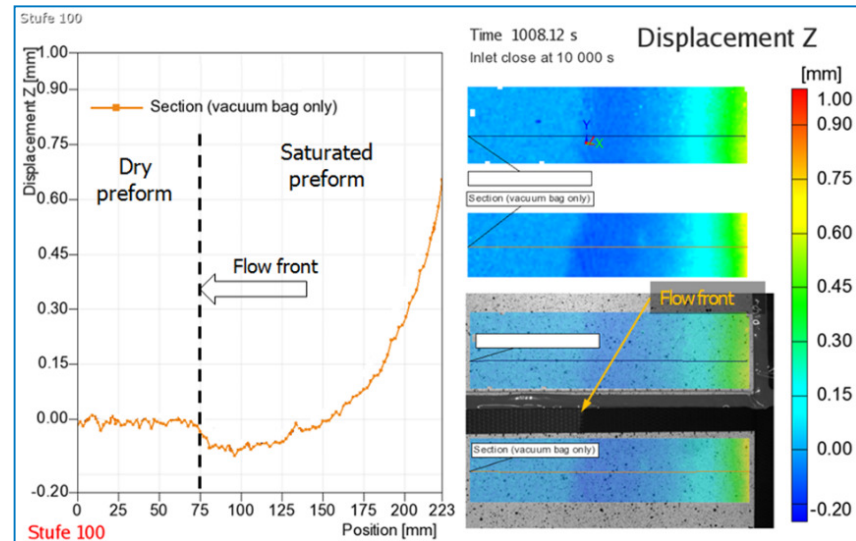 Stufe 100
Displacement Z [mm]
1.00
0.90
0.75
0.60
0.45
0.30
0.15
0.00
-0.20
Section (vacuum bag only)
Dry
preform
Saturated
preform
Flow front
0
25
50
75
100
125
150
175
200
223
Position [mm]
Stufe 100
Time 1008.12 s
Inlet close at 10 000 s
Displacement Z
[mm]
Y
X
Section (vacuum bag only)
Flow front
Section (vacuum bag only)
1.00
0.90
0.75
0.60
0.45
0.30
0.15
0.00
-0.20